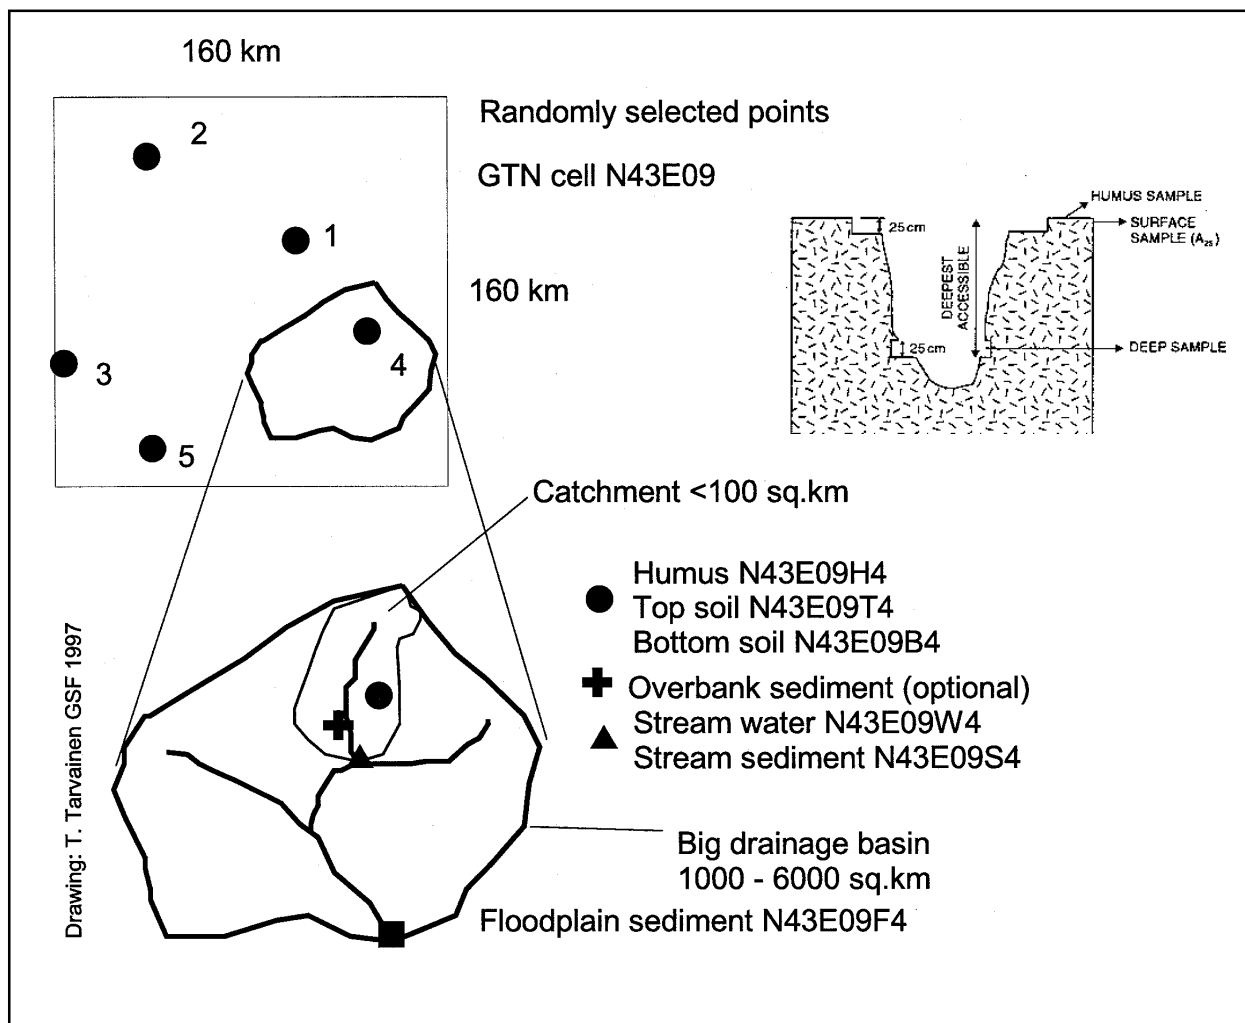 160 km
2
Randomly selected points
GTN cell N43E09
1
160 km
4
3
5
HUMUS SAMPLE
25cm
SURFACE
SAMPLE (A₂₅)
DEEPEST
ACCESSIBLE
25cm
DEEP SAMPLE
Catchment <100 sq.km
Humus N43E09H4
Top soil N43E09T4
Bottom soil N43E09B4
Overbank sediment (optional)
Stream water N43E09W4
Stream sediment N43E09S4
Big drainage basin
1000 - 6000 sq.km
Floodplain sediment N43E09F4
Drawing: T. Tarvainen GSF 1997